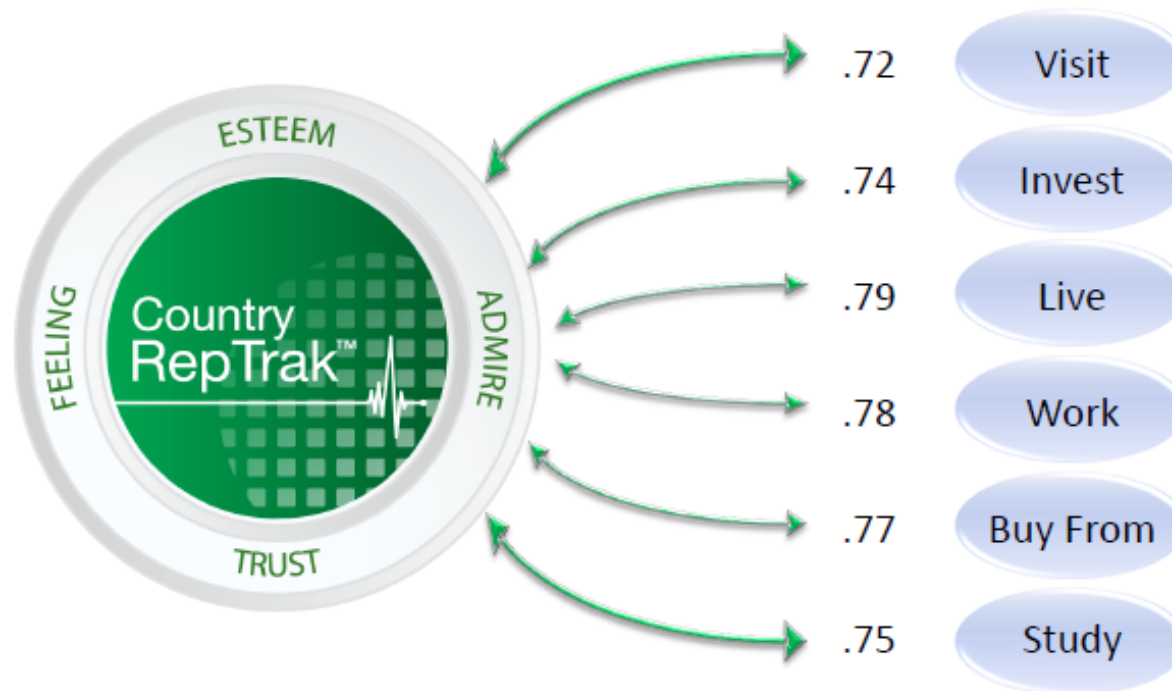 ESTEEM
FEELING
Country
RepTrak™
ADMIRE
TRUST
.72 Visit
.74 Invest
.79 Live
.78 Work
.77 Buy From
.75 Study